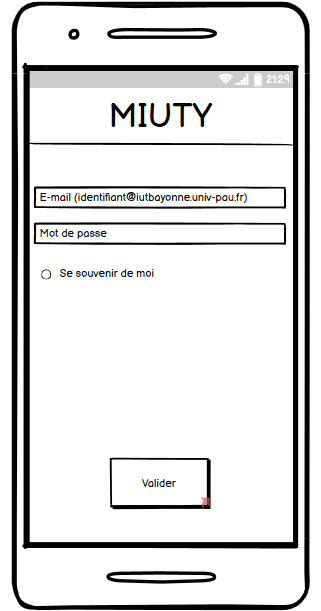 21:29
MIUTY
E-mail (identifiant@iutbayonne.univ-pau.fr)
Mot de passe
Se souvenir de moi
Valider